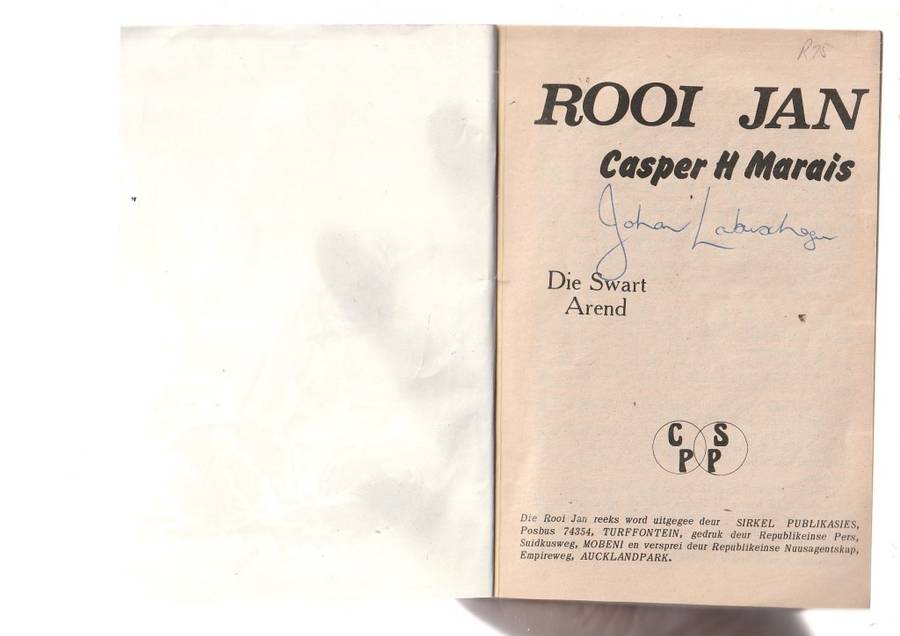 R75
ROOI JAN
Casper H Marais
Johan Labuschagne
Die Swart
Arend
C S
P P
Die Rooi Jan reeks word uitgegee deur SIRKEL PUBLIKASIES,
Posbus 74354, TURFFONTEIN, gedruk deur Republikeinse Pers,
Suidkusweg, MOBENI en versprei deur Republikeinse Nuusagentskap,
Empireweg, AUCKLANDPARK.